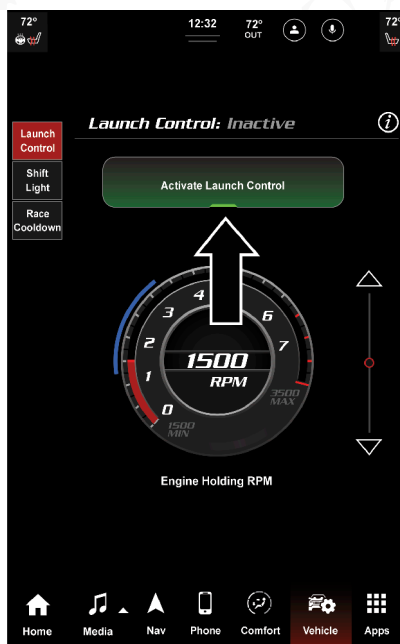 72°
12:32
72°
OUT
72°
Launch Control: Inactive
i
Launch
Control
Shift
Light
Race
Cooldown
Activate Launch Control
4
3
6
2
7
1
0
1500
RPM
1500
MIN
3500
MAX
Engine Holding RPM
Home
Media
Nav
Phone
Comfort
Vehicle
Apps